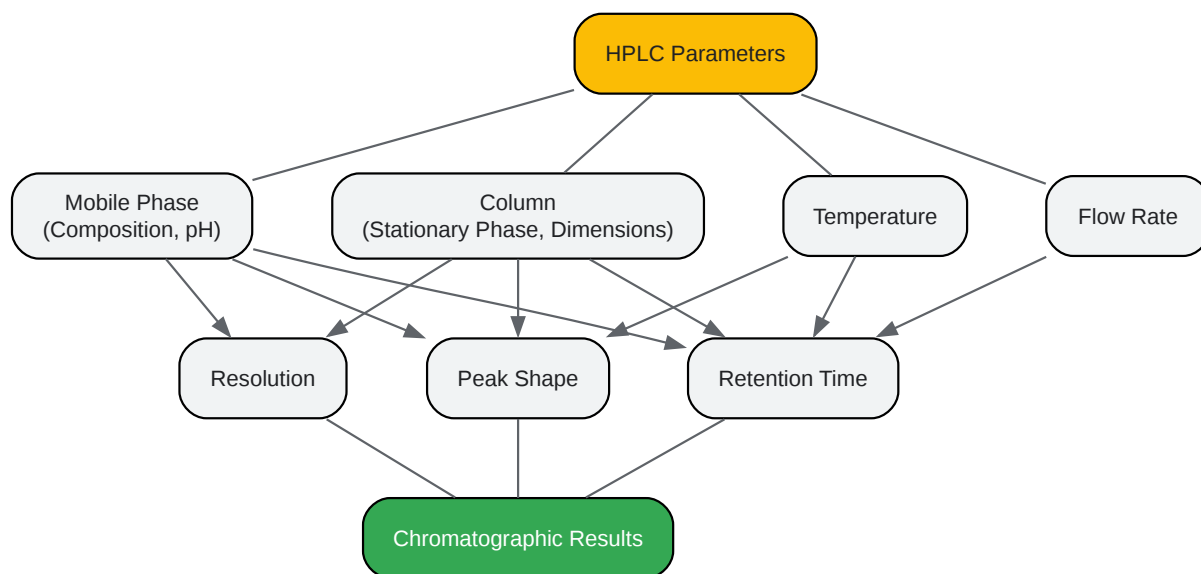 HPLC Parameters
Mobile Phase
(Composition, pH)
Column
(Stationary Phase, Dimensions)
Temperature
Flow Rate
Resolution
Peak Shape
Retention Time
Chromatographic Results